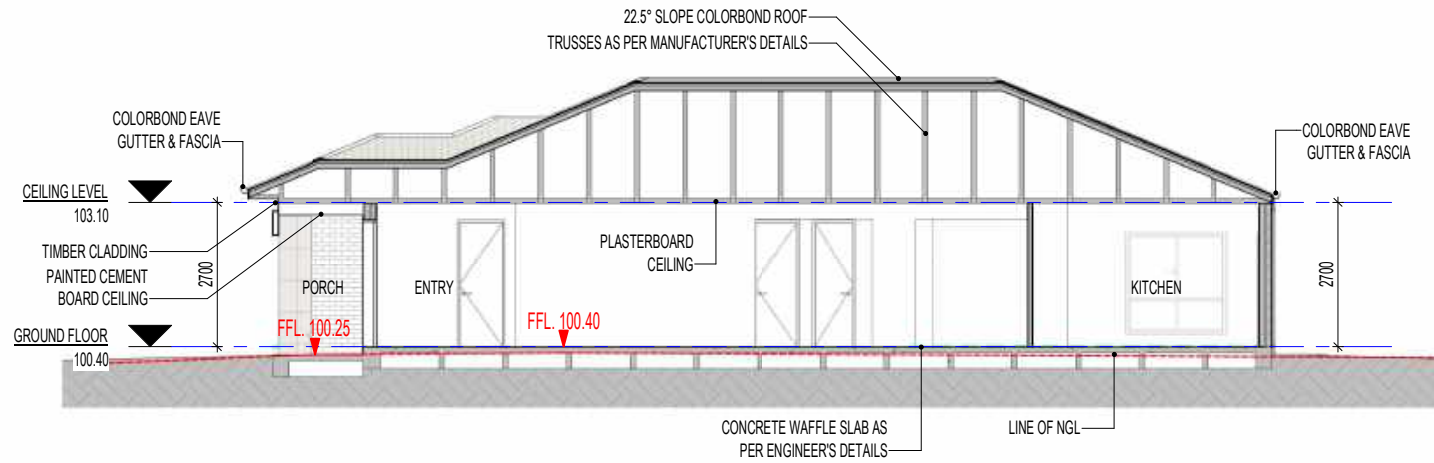 22.5° SLOPE COLORBOND ROOF
TRUSSES AS PER MANUFACTURER'S DETAILS
COLORBOND EAVE
GUTTER & FASCIA
COLORBOND EAVE
GUTTER & FASCIA
CEILING LEVEL
103.10
TIMBER CLADDING
PAINTED CEMENT
BOARD CEILING
2700
PORCH
ENTRY
PLASTERBOARD
CEILING
KITCHEN
2700
FFL. 100.25
FFL. 100.40
GROUND FLOOR
100.40
CONCRETE WAFFLE SLAB AS
PER ENGINEER'S DETAILS
LINE OF NGL